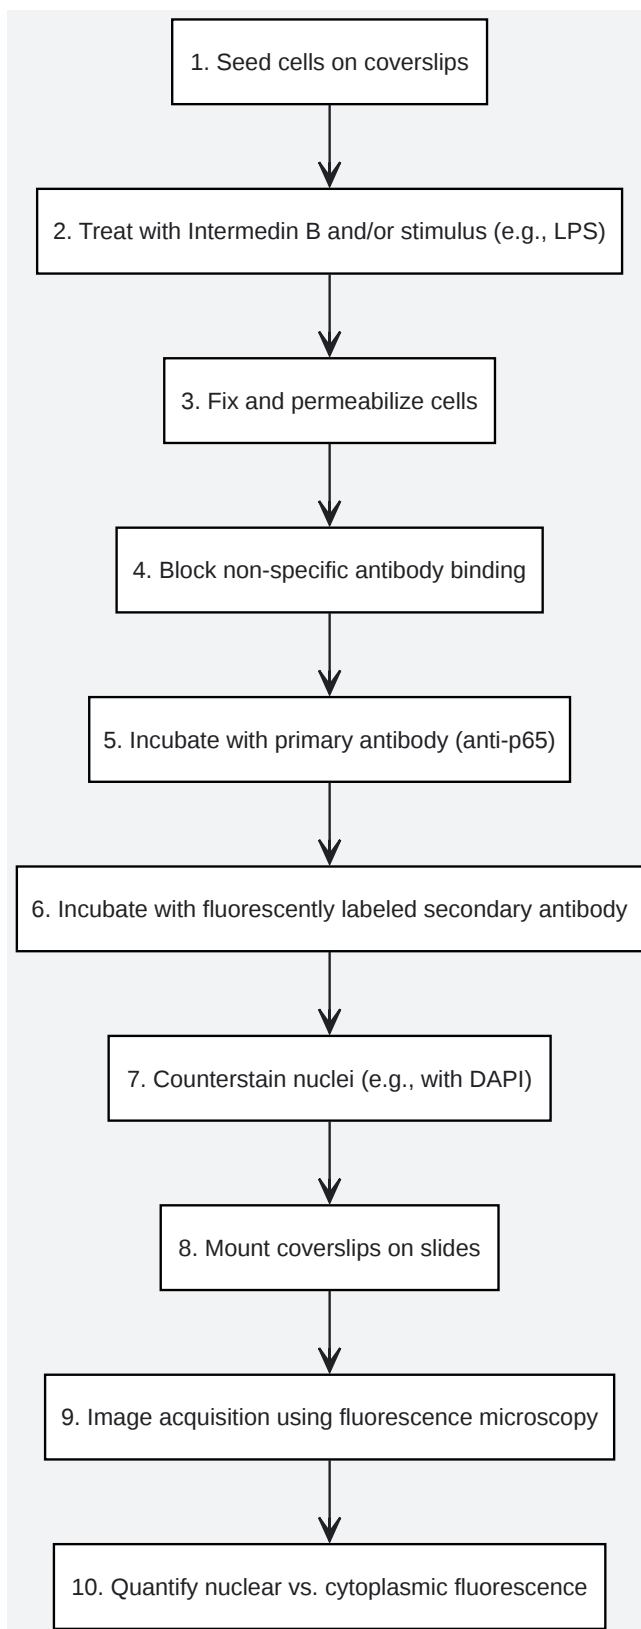 1. Seed cells on coverslips
2. Treat with Intermedin B and/or stimulus (e.g., LPS)
3. Fix and permeabilize cells
4. Block non-specific antibody binding
5. Incubate with primary antibody (anti-p65)
6. Incubate with fluorescently labeled secondary antibody
7. Counterstain nuclei (e.g., with DAPI)
8. Mount coverslips on slides
9. Image acquisition using fluorescence microscopy
10. Quantify nuclear vs. cytoplasmic fluorescence